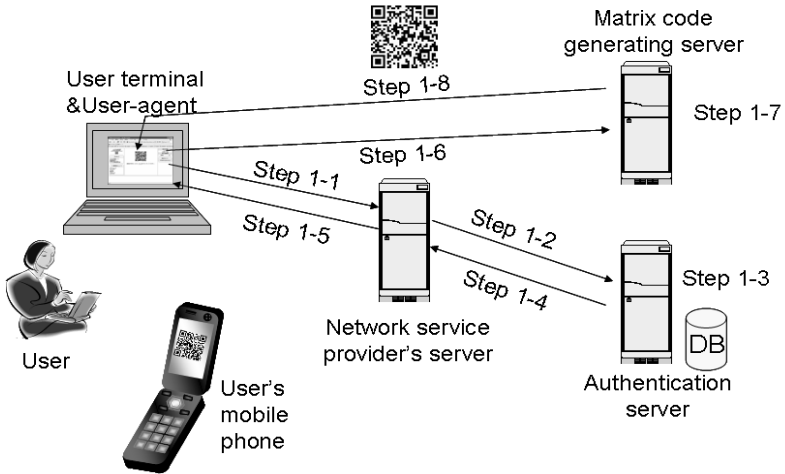 Matrix code
generating server
User terminal
&User-agent
Step 1-8
Step 1-7
Step 1-6
Step 1-1
Step 1-5
Step 1-2
Step 1-3
Step 1-4
Network service
provider's server
DB
User
User's
mobile
phone
Authentication
server